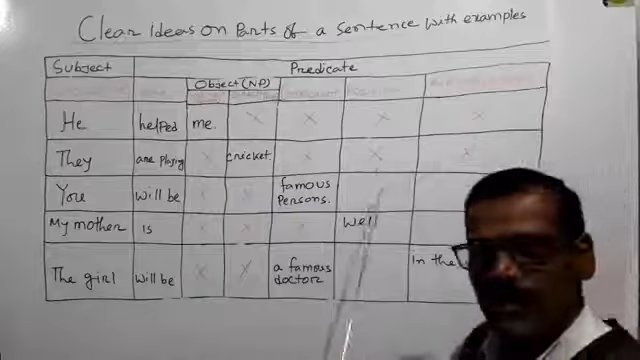 Clear Ideas on Parts of a Sentence with examples
Subject Predicate
Object (NP)
He helped me. X X X X
They are playing X cricket. X X X
You will be X X famous Persons.
My mother is X X X Well
The girl will be X X a famous doctor in the